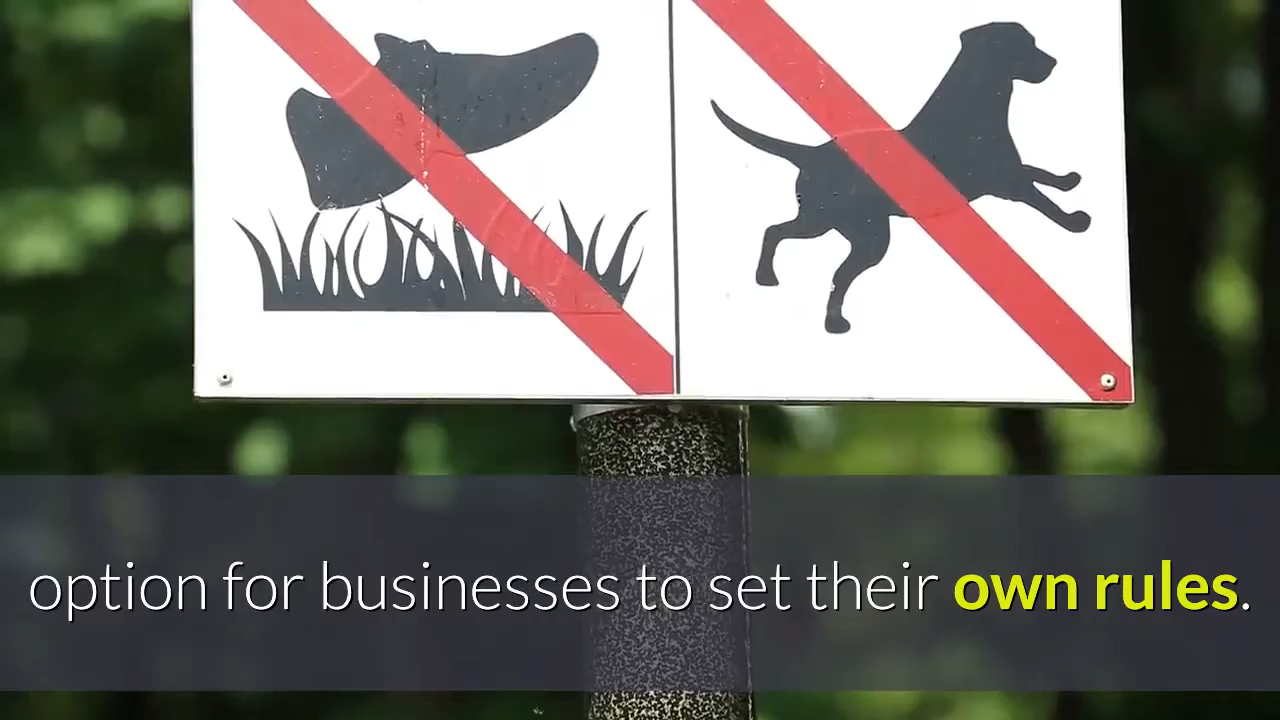 option for businesses to set their own rules.